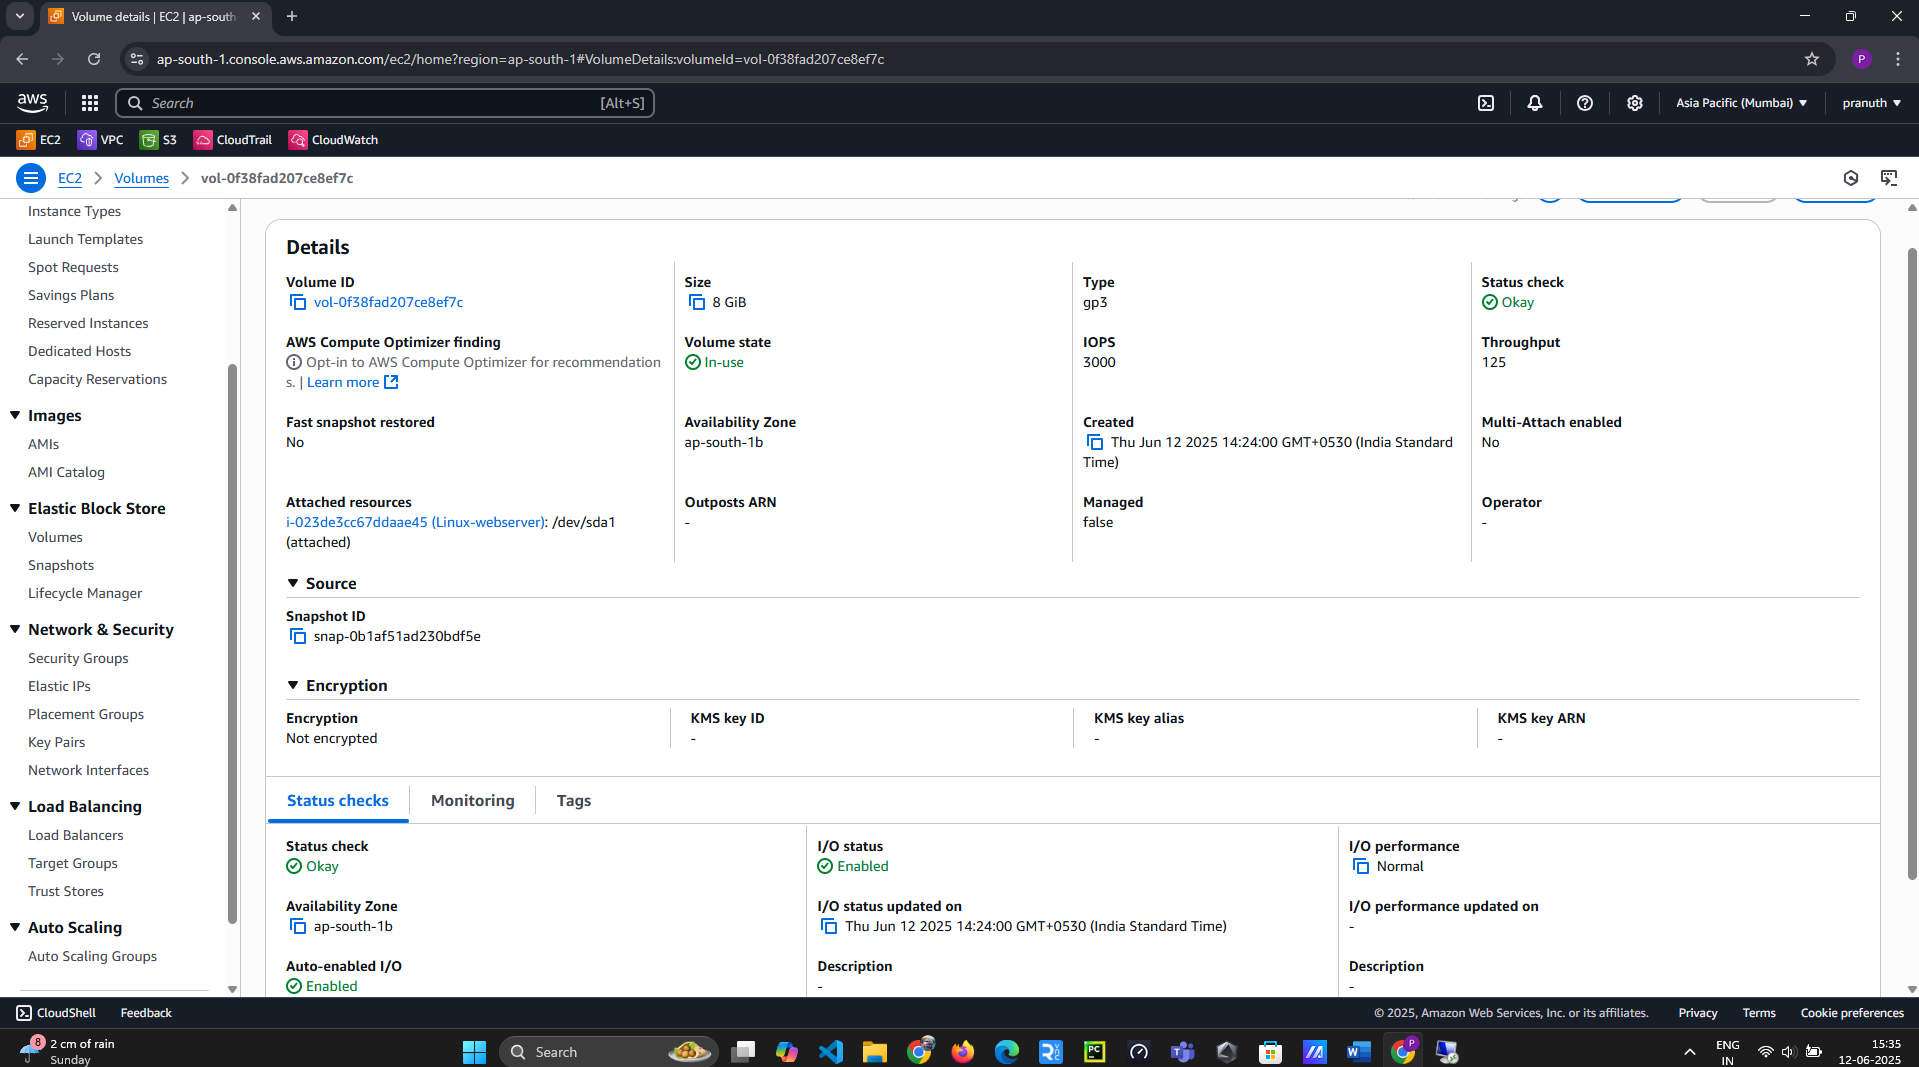 Volume details | EC2 | ap-south
ap-south-1.console.aws.amazon.com/ec2/home?region=ap-south-1#VolumeDetails:volumeId=vol-0f38fad207ce8ef7c
P
aws
Search
[Alt+S]
Asia Pacific (Mumbai)
pranuth
EC2
VPC
S3
CloudTrail
CloudWatch
EC2
Volumes
vol-0f38fad207ce8ef7c
Instance Types
Launch Templates
Spot Requests
Savings Plans
Reserved Instances
Dedicated Hosts
Capacity Reservations
Images
AMIs
AMI Catalog
Elastic Block Store
Volumes
Snapshots
Lifecycle Manager
Network & Security
Security Groups
Elastic IPs
Placement Groups
Key Pairs
Network Interfaces
Load Balancing
Load Balancers
Target Groups
Trust Stores
Auto Scaling
Auto Scaling Groups
Details
Volume ID
vol-0f38fad207ce8ef7c
Size
8 GiB
Type
gp3
Status check
Okay
AWS Compute Optimizer finding
Opt-in to AWS Compute Optimizer for recommendation
s. | Learn more
Volume state
In-use
IOPS
3000
Throughput
125
Fast snapshot restored
No
Availability Zone
ap-south-1b
Created
Thu Jun 12 2025 14:24:00 GMT+0530 (India Standard
Time)
Multi-Attach enabled
No
Attached resources
i-023de3cc67ddaae45 (Linux-webserver): /dev/sda1
(attached)
Outposts ARN
-
Managed
false
Operator
-
Source
Snapshot ID
snap-0b1af51ad230bdf5e
Encryption
Encryption
Not encrypted
KMS key ID
-
KMS key alias
-
KMS key ARN
-
Status checks
Monitoring
Tags
Status check
Okay
I/O status
Enabled
I/O performance
Normal
Availability Zone
ap-south-1b
I/O status updated on
Thu Jun 12 2025 14:24:00 GMT+0530 (India Standard Time)
I/O performance updated on
-
Auto-enabled I/O
Enabled
Description
-
Description
-
CloudShell
Feedback
© 2025, Amazon Web Services, Inc. or its affiliates.
Privacy
Terms
Cookie preferences
8
2 cm of rain
Sunday
Search
PC
P
ENG
IN
15:35
12-06-2025